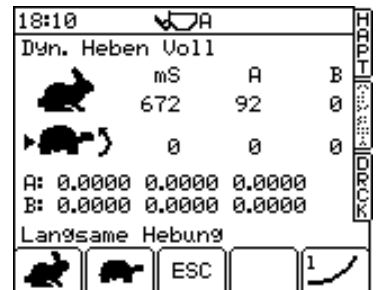 18:10 A
Dyn. Heben Voll
mS A B
672 92 0
0 0 0
A: 0.0000 0.0000 0.0000
B: 0.0000 0.0000 0.0000
Langsame Hebung
ESC 1
HAPT
DRCK